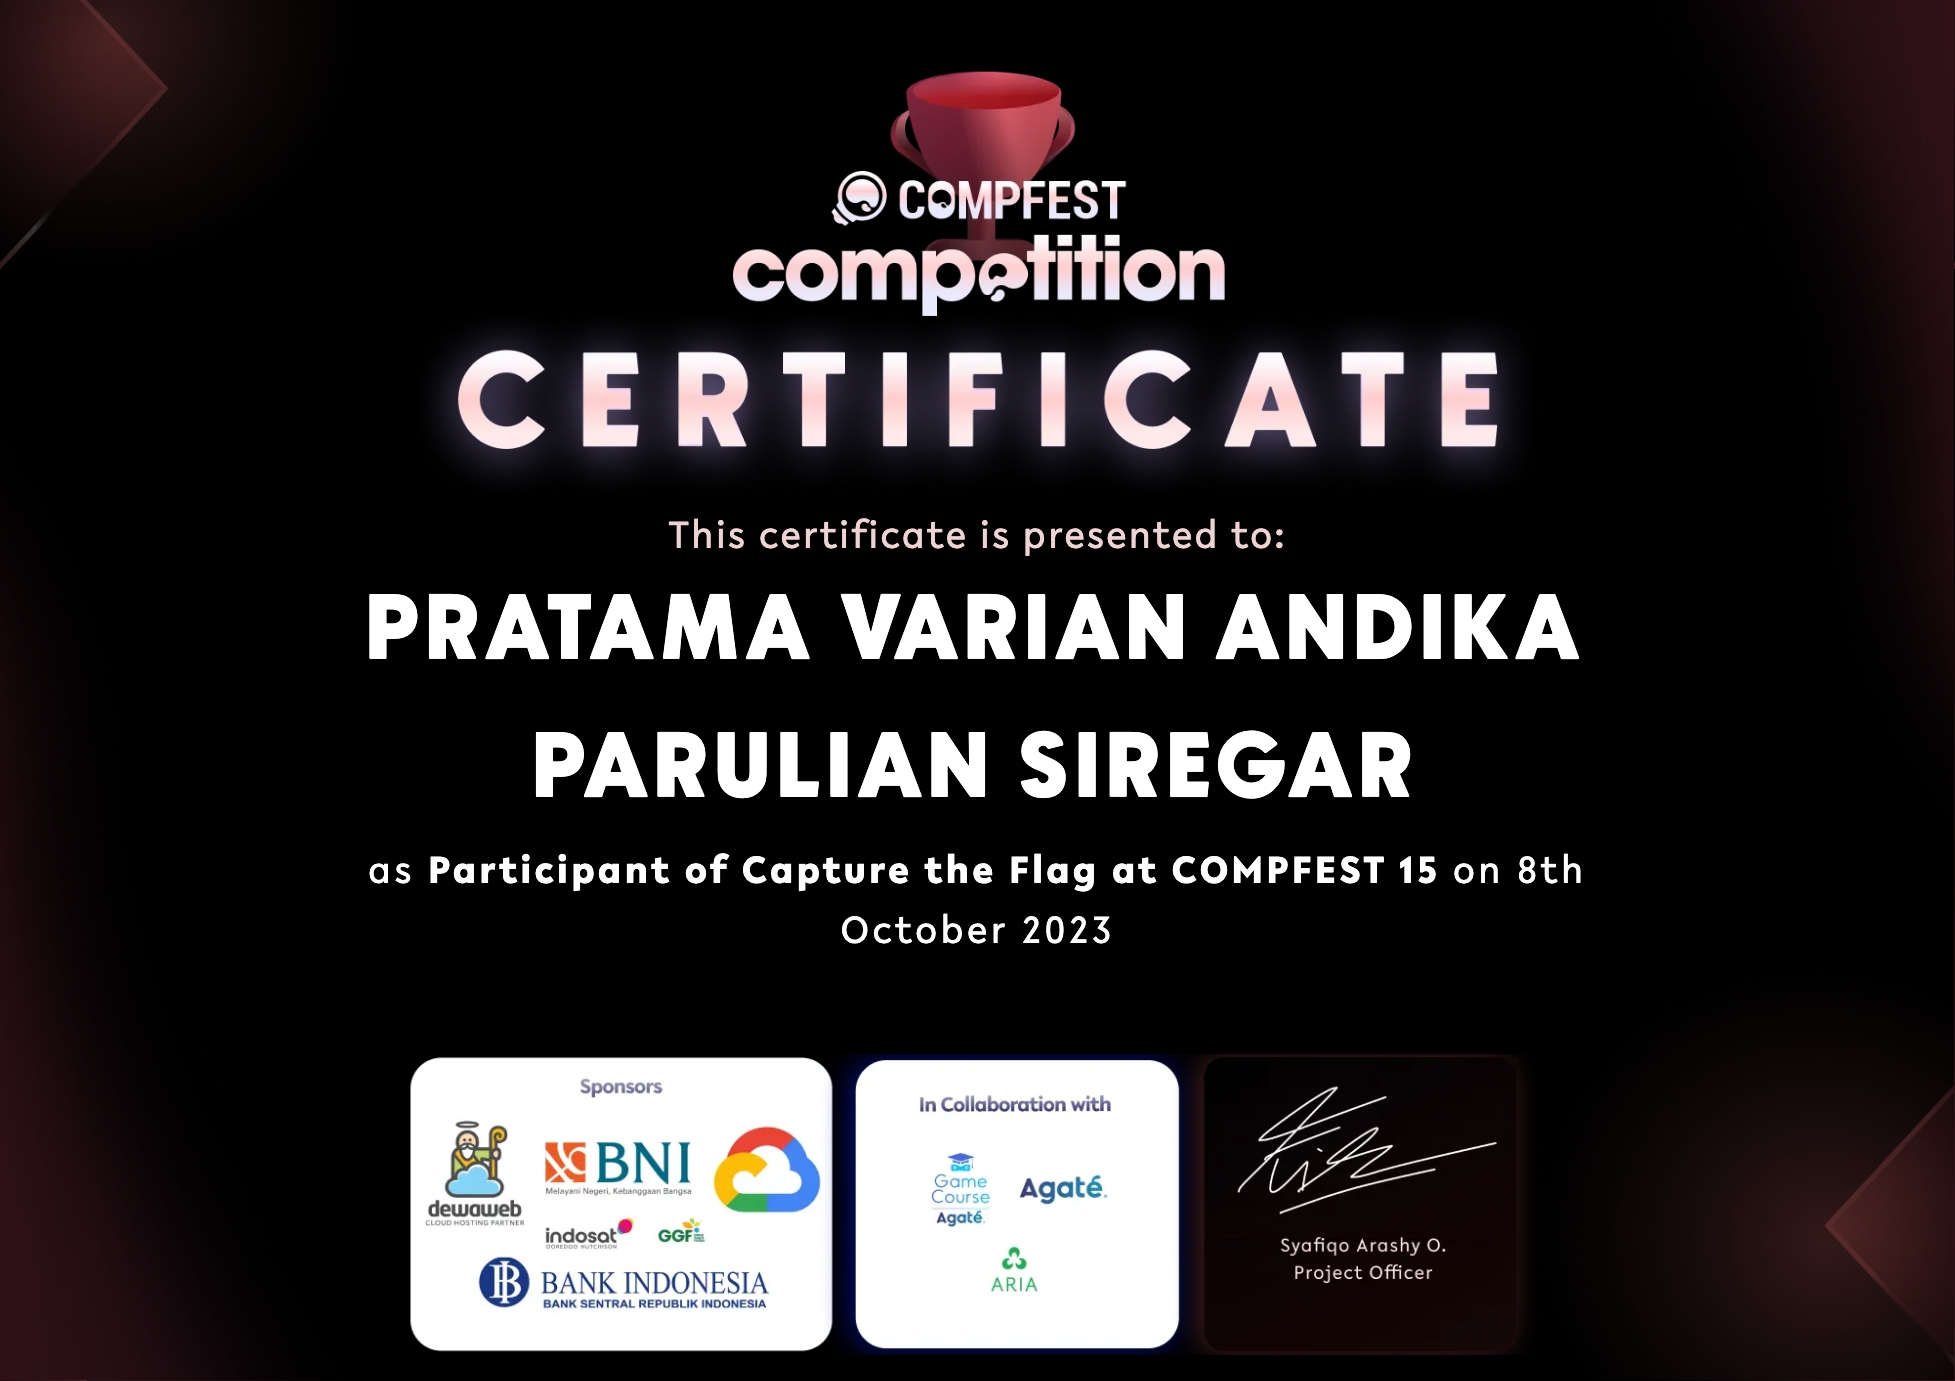 COMPFEST
competition
CERTIFICATE
This certificate is presented to:
PRATAMA VARIAN ANDIKA
PARULIAN SIREGAR
as Participant of Capture the Flag at COMPFEST 15 on 8th
October 2023
Sponsors
dewaweb
CLOUD HOSTING PARTNER
BNI
Melayani Negeri, Kebanggaan Bangsa
indosat
OOREDOO HUTCHISON
GGF
BANK INDONESIA
BANK SENTRAL REPUBLIK INDONESIA
In Collaboration with
Game
Course
Agaté
Agaté
ARIA
Syafiqo Arashy O.
Project Officer